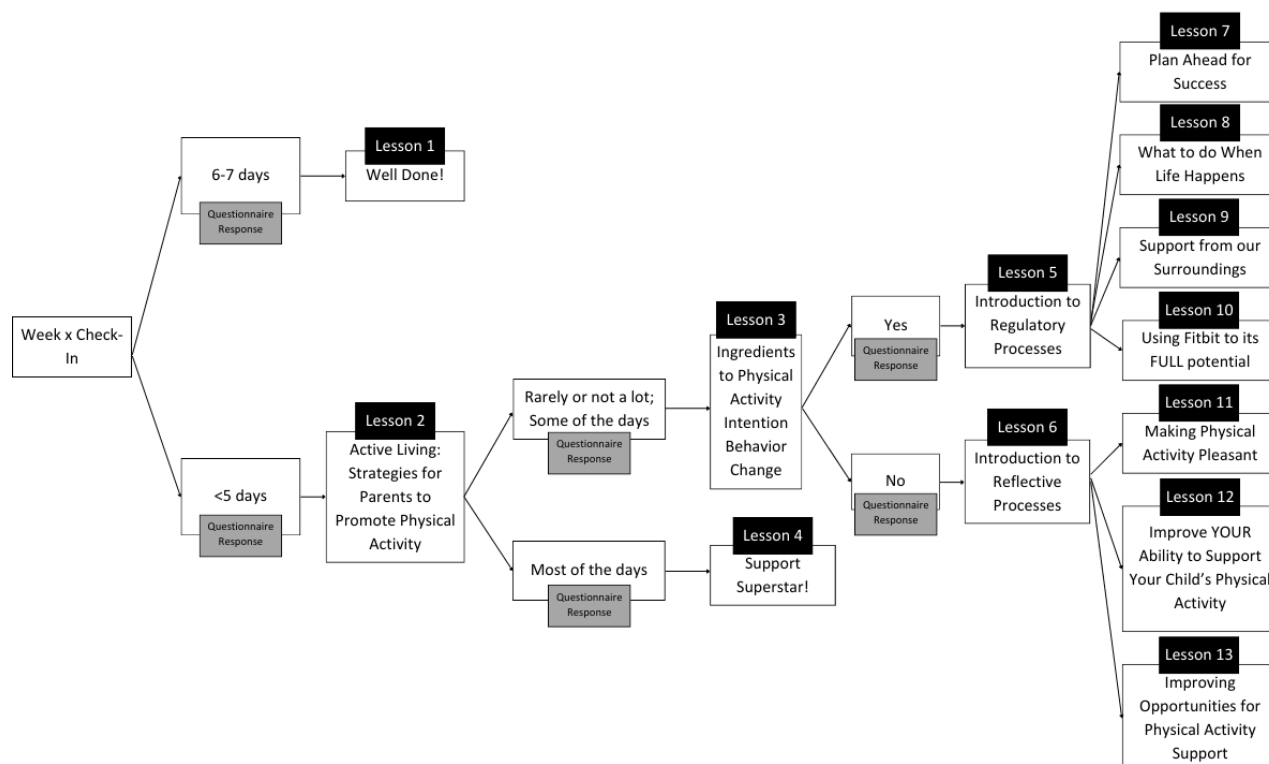 Week x Check-
In
6-7 days
Questionnaire
Response
Lesson 1
Well Done!
<5 days
Questionnaire
Response
Lesson 2
Active Living:
Strategies for
Parents to
Promote Physical
Activity
Rarely or not a lot;
Some of the days
Questionnaire
Response
Most of the days
Questionnaire
Response
Lesson 3
Ingredients
to Physical
Activity
Intention
Behavior
Change
Lesson 4
Support
Superstar!
Yes
Questionnaire
Response
No
Questionnaire
Response
Lesson 5
Introduction to
Regulatory
Processes
Lesson 6
Introduction to
Reflective
Processes
Lesson 7
Plan Ahead for
Success
Lesson 8
What to do When
Life Happens
Lesson 9
Support from our
Surroundings
Lesson 10
Using Fitbit to its
FULL potential
Lesson 11
Making Physical
Activity Pleasant
Lesson 12
Improve YOUR
Ability to Support
Your Child's Physical
Activity
Lesson 13
Improving
Opportunities for
Physical Activity
Support